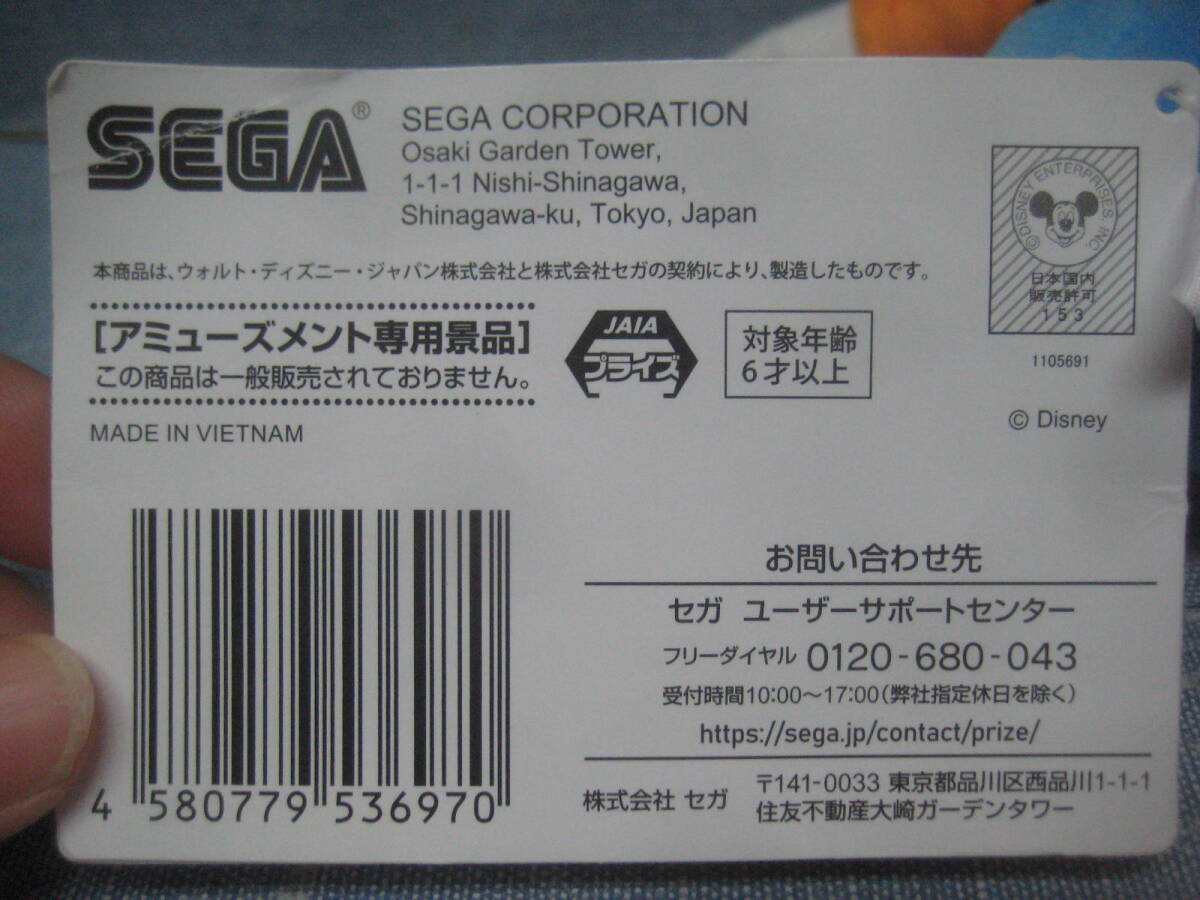 SEGA®
SEGA CORPORATION
Osaki Garden Tower,
1-1-1 Nishi-Shinagawa,
Shinagawa-ku, Tokyo, Japan
©DISNEY ENTERPRISES, INC.
日本国内
販売許可
153
1105691
© Disney
本商品は、ウォルト・ディズニー・ジャパン株式会社と株式会社セガの契約により、製造したものです。
[アミューズメント専用景品]
この商品は一般販売されておりません。
JAIA
プライズ
対象年齢
6才以上
MADE IN VIETNAM
4 580779 536970
お問い合わせ先
セガ ユーザーサポートセンター
フリーダイヤル 0120-680-043
受付時間10:00～17:00(弊社指定休日を除く)
https://sega.jp/contact/prize/
株式会社 セガ
〒141-0033 東京都品川区西品川1-1-1
住友不動産大崎ガーデンタワー